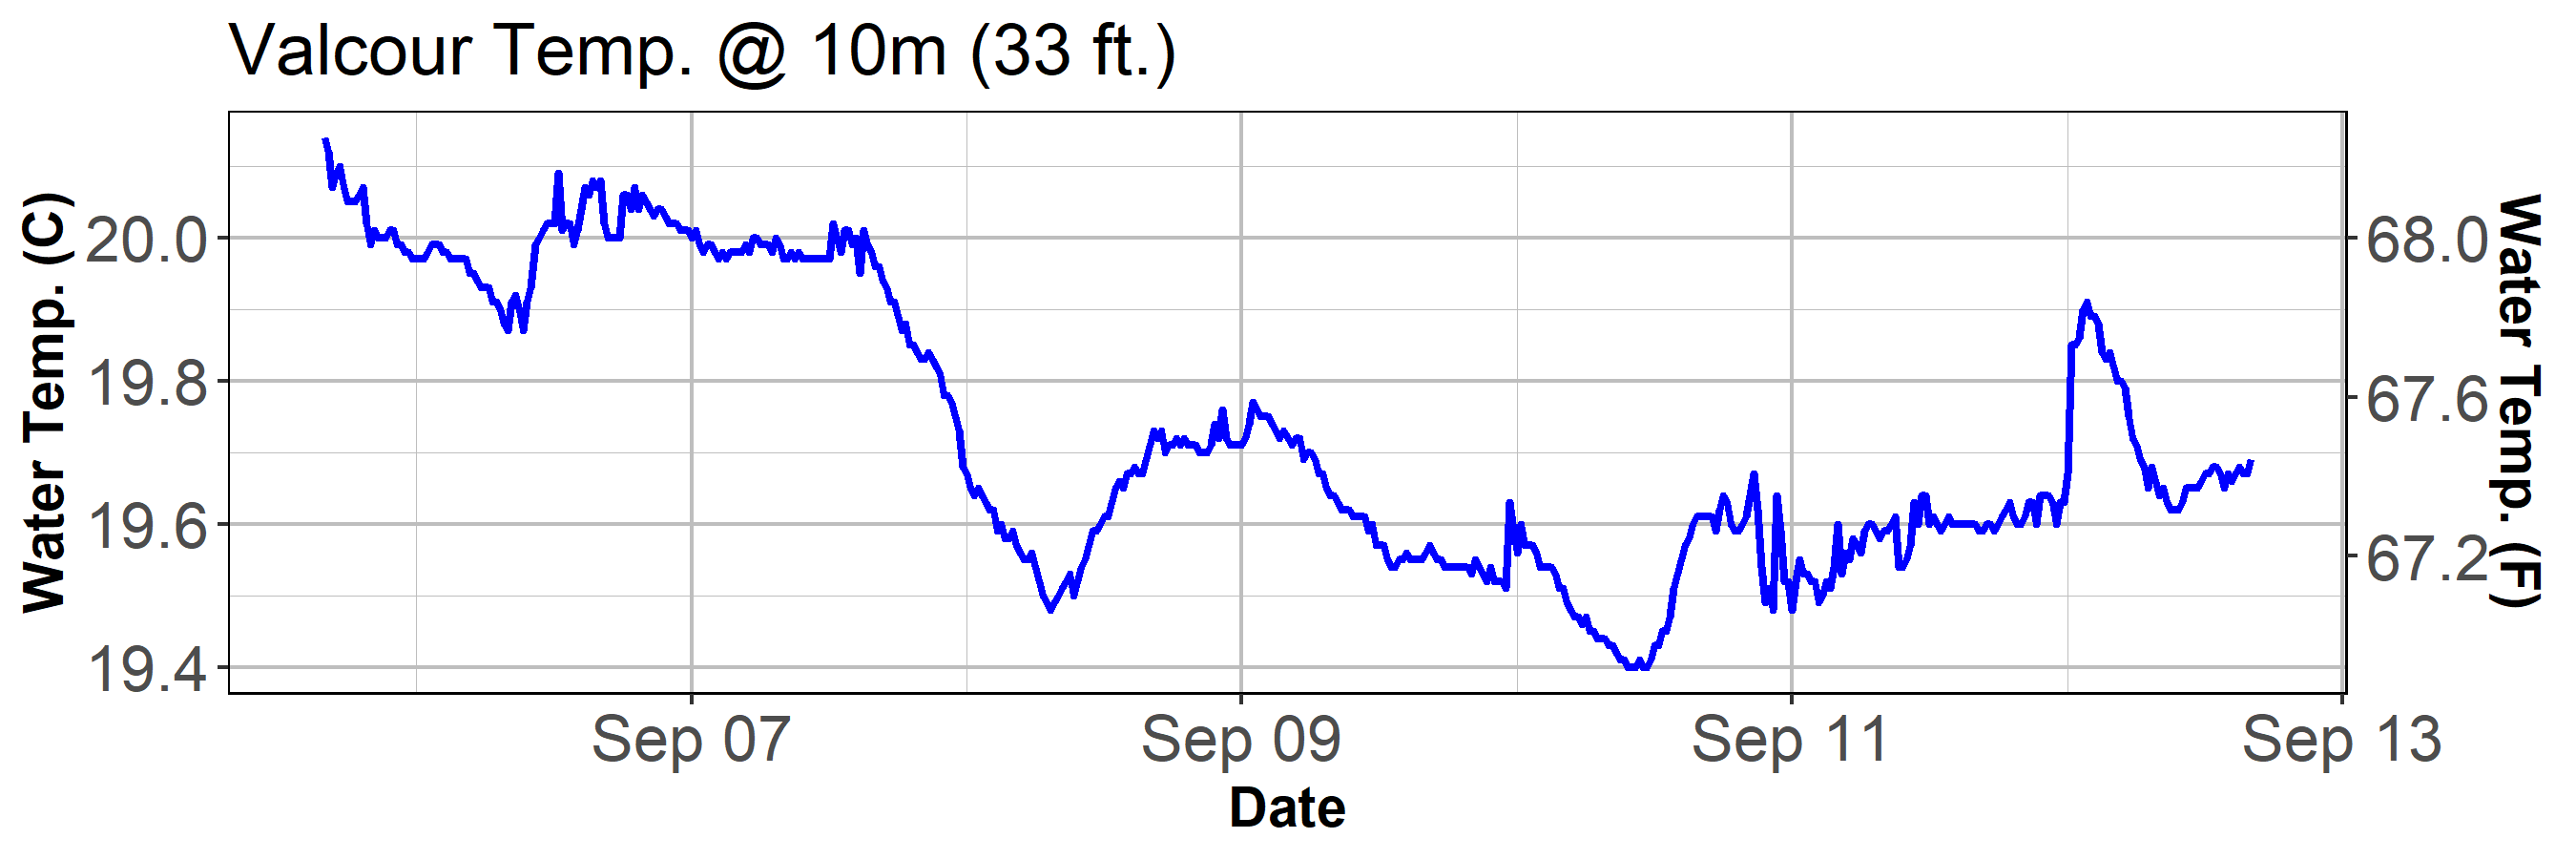 Valcour Temp. @ 10m (33 ft.)
Water Temp. (C)
20.0
19.8
19.6
19.4
68.0
67.6
67.2
Water Temp. (F)
Sep 07 Sep 09 Sep 11 Sep 13
Date